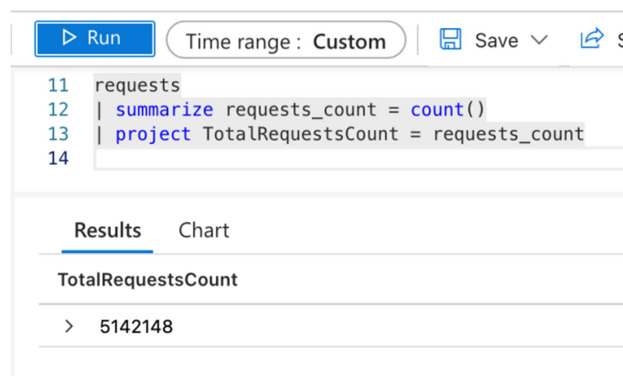 Run Time range : Custom Save
11 requests
12 | summarize requests_count = count()
13 | project TotalRequestsCount = requests_count
14
Results Chart
TotalRequestsCount
> 5142148